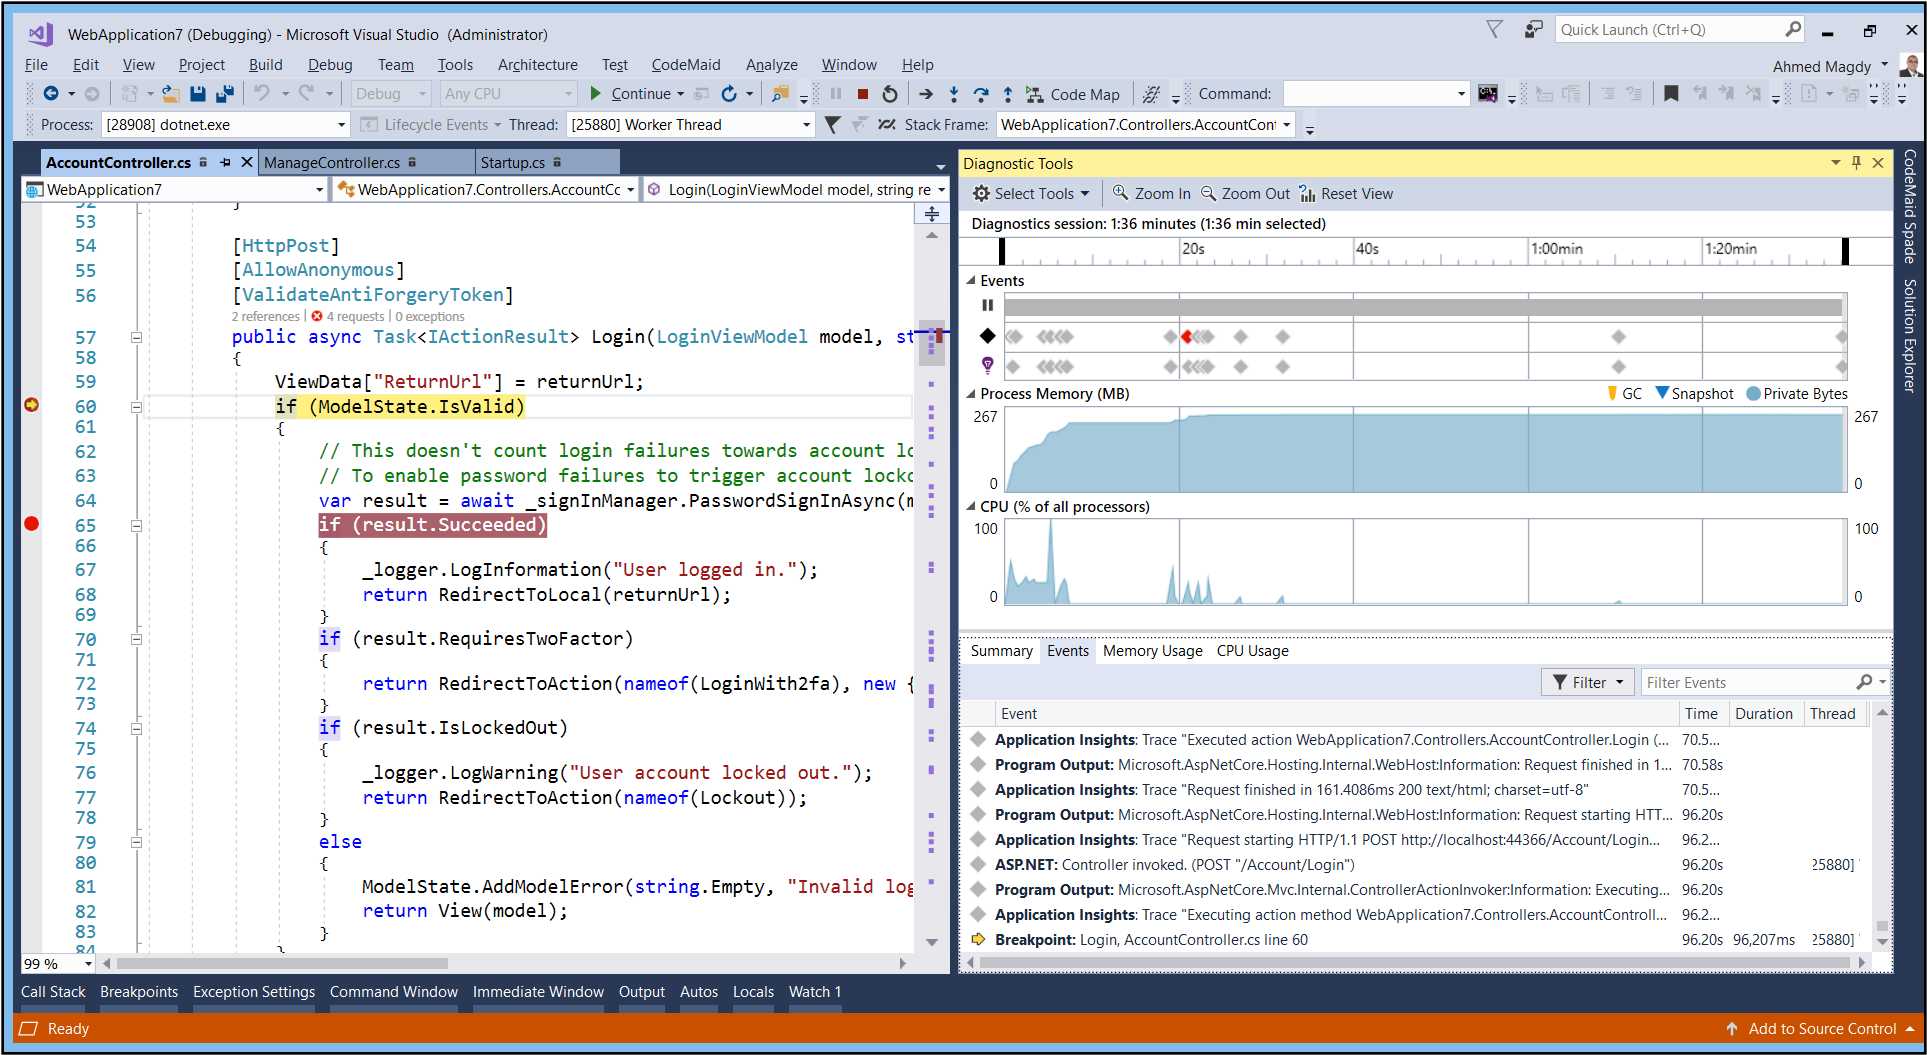 WebApplication7 (Debugging) - Microsoft Visual Studio (Administrator)
Quick Launch (Ctrl+Q)
File Edit View Project Build Debug Team Tools Architecture Test CodeMaid Analyze Window Help
Ahmed Magdy
Debug Any CPU Continue Code Map Command:
Process: [28908] dotnet.exe Lifecycle Events Thread: [25880] Worker Thread Stack Frame: WebApplication7.Controllers.AccountCon
AccountController.cs ManageController.cs Startup.cs
WebApplication7 WebApplication7.Controllers.AccountCo Login(LoginViewModel model, string re
52 }
53
54 [HttpPost]
55 [AllowAnonymous]
56 [ValidateAntiForgeryToken]
2 references | 4 requests | 0 exceptions
57 public async Task<IActionResult> Login(LoginViewModel model, st
58 {
59 ViewData["ReturnUrl"] = returnUrl;
60 if (ModelState.IsValid)
61 {
62 // This doesn't count login failures towards account lo
63 // To enable password failures to trigger account locko
64 var result = await _signInManager.PasswordSignInAsync(m
65 if (result.Succeeded)
66 {
67 _logger.LogInformation("User logged in.");
68 return RedirectToLocal(returnUrl);
69 }
70 if (result.RequiresTwoFactor)
71 {
72 return RedirectToAction(nameof(LoginWith2fa), new {
73 }
74 if (result.IsLockedOut)
75 {
76 _logger.LogWarning("User account locked out.");
77 return RedirectToAction(nameof(Lockout));
78 }
79 else
80 {
81 ModelState.AddModelError(string.Empty, "Invalid log
82 return View(model);
83 }
84 }
99 %
Diagnostic Tools
Select Tools Zoom In Zoom Out Reset View
Diagnostics session: 1:36 minutes (1:36 min selected)
20s 40s 1:00min 1:20min
Events
Process Memory (MB) GC Snapshot Private Bytes
267 267
0 0
CPU (% of all processors)
100 100
0 0
Summary Events Memory Usage CPU Usage
Filter Filter Events
Event Time Duration Thread
Application Insights: Trace "Executed action WebApplication7.Controllers.AccountController.Login (... 70.5...
Program Output: Microsoft.AspNetCore.Hosting.Internal.WebHost:Information: Request finished in 1... 70.58s
Application Insights: Trace "Request finished in 161.4086ms 200 text/html; charset=utf-8" 70.5...
Program Output: Microsoft.AspNetCore.Hosting.Internal.WebHost:Information: Request starting HTT... 96.20s
Application Insights: Trace "Request starting HTTP/1.1 POST http://localhost:44366/Account/Login... 96.2...
ASP.NET: Controller invoked. (POST "/Account/Login") 96.20s 25880]
Program Output: Microsoft.AspNetCore.Mvc.Internal.ControllerActionInvoker:Information: Executing... 96.20s
Application Insights: Trace "Executing action method WebApplication7.Controllers.AccountControll... 96.2...
Breakpoint: Login, AccountController.cs line 60 96.20s 96,207ms 25880]
CodeMaid Spade
Solution Explorer
Call Stack Breakpoints Exception Settings Command Window Immediate Window Output Autos Locals Watch 1
Ready Add to Source Control